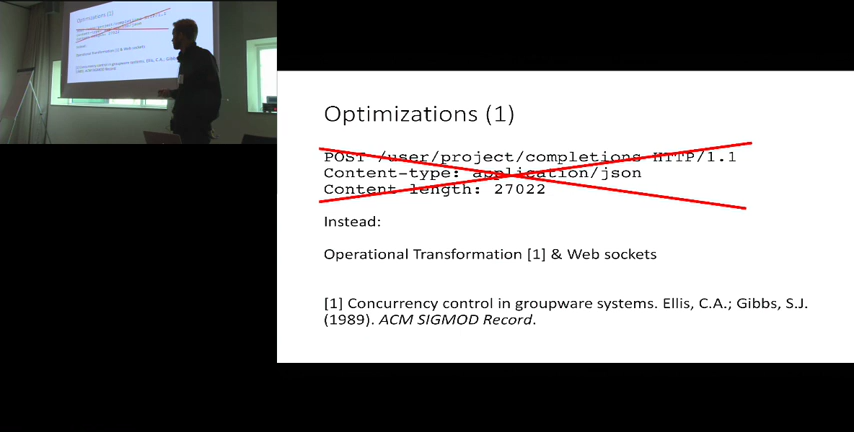 Optimizations (1)
POST /user/project/completions HTTP/1.1
Content-type: application/json
Content-length: 27022
Instead:
Operational Transformation [1] & Web sockets
[1] Concurrency control in groupware systems. Ellis, C.A.; Gibbs, S.J.
(1989). ACM SIGMOD Record.